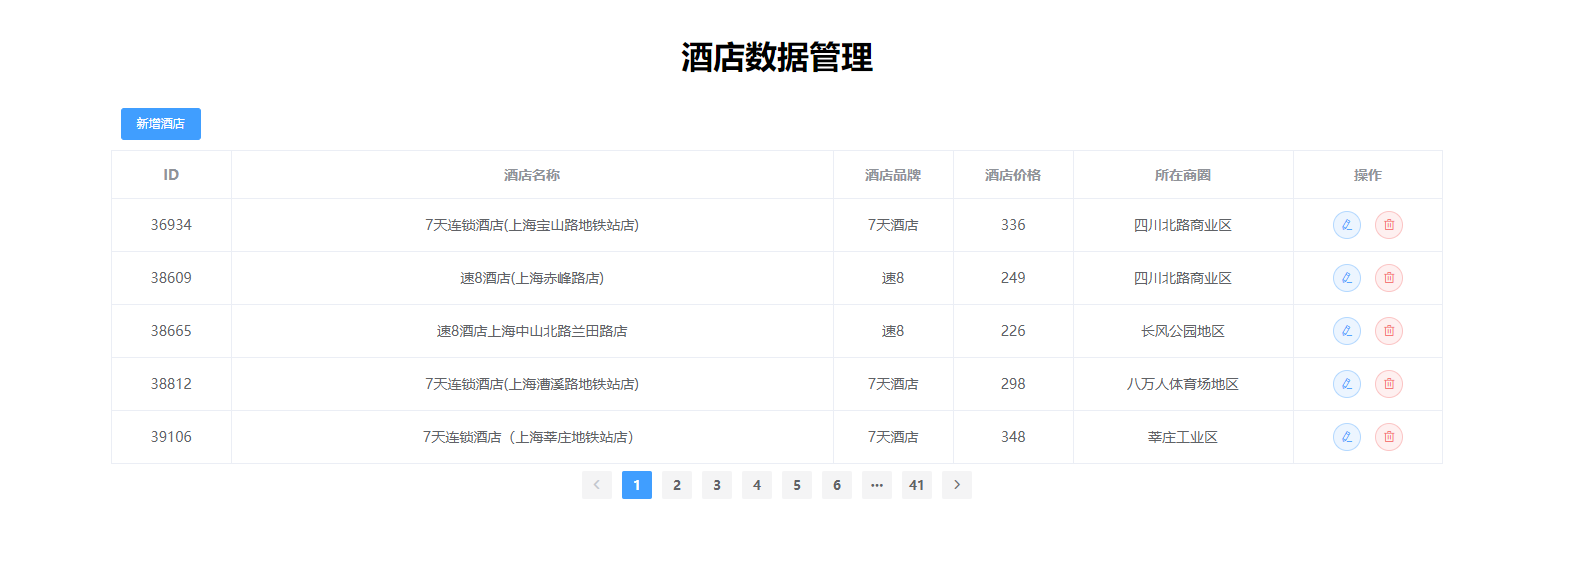 酒店数据管理
新增酒店
ID 酒店名称 酒店品牌 酒店价格 所在商圈 操作
36934 7天连锁酒店(上海宝山路地铁站店) 7天酒店 336 四川北路商业区
38609 速8酒店(上海赤峰路店) 速8 249 四川北路商业区
38665 速8酒店上海中山北路兰田路店 速8 226 长风公园地区
38812 7天连锁酒店(上海漕溪路地铁站店) 7天酒店 298 八万人体育场地区
39106 7天连锁酒店（上海莘庄地铁站店） 7天酒店 348 莘庄工业区
1 2 3 4 5 6 ··· 41